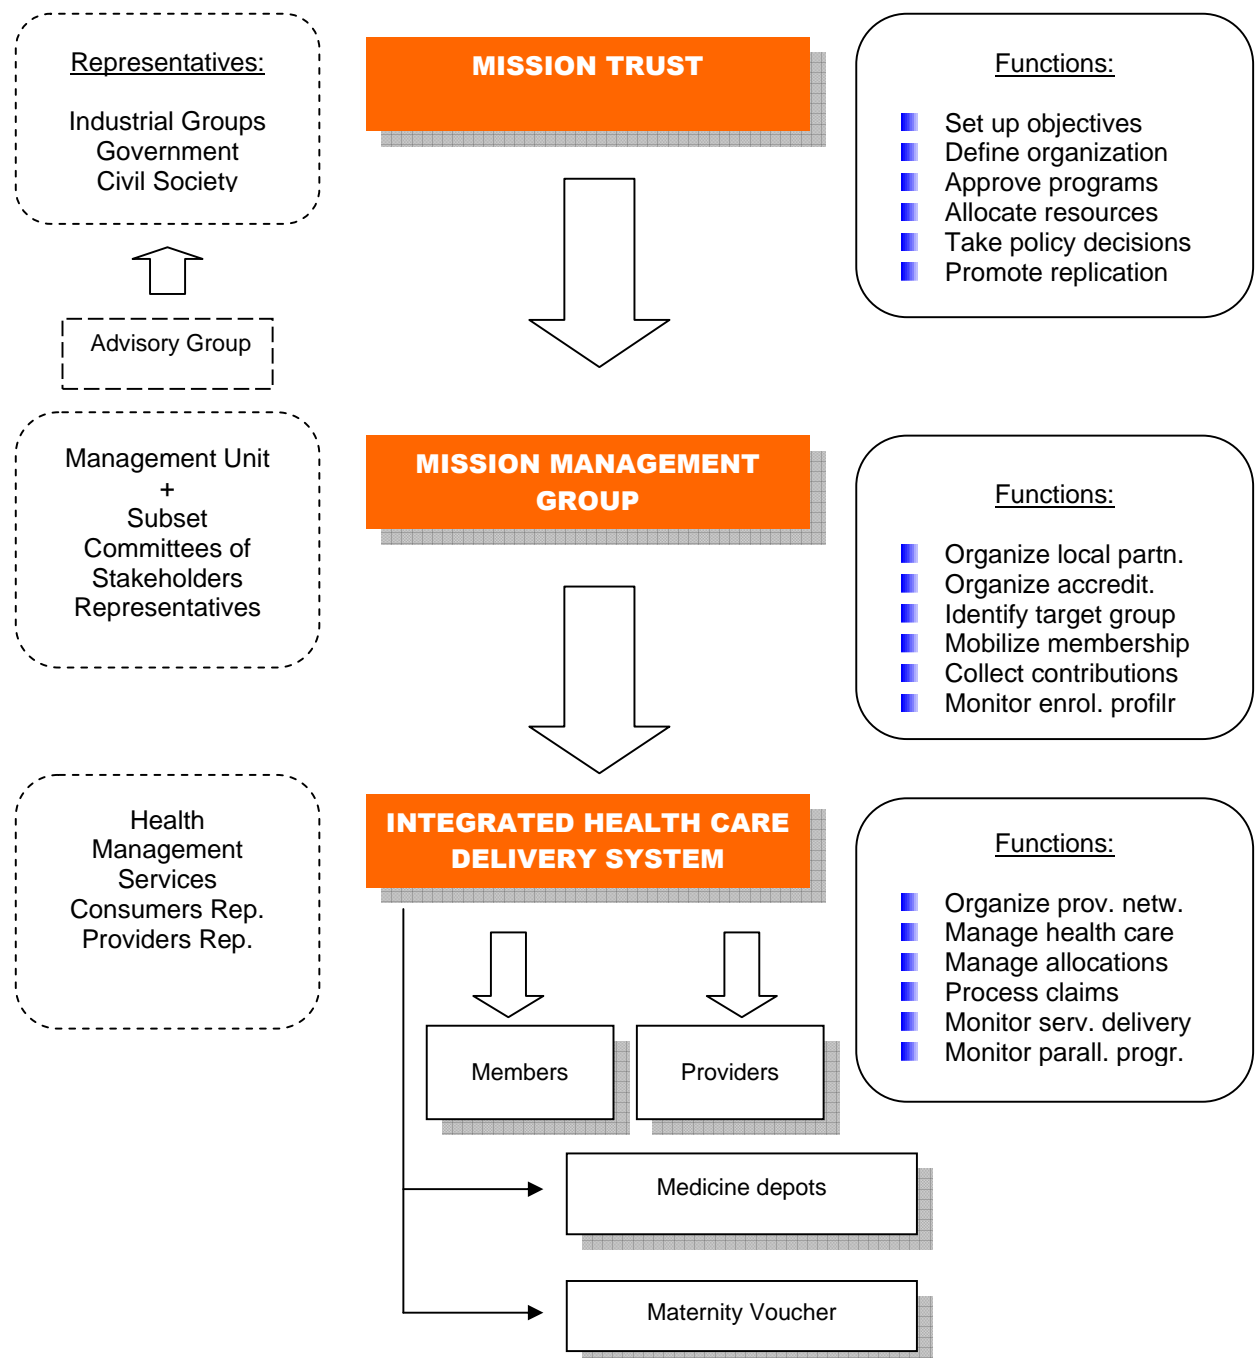 Representatives:
Industrial Groups
Government
Civil Society
MISSION TRUST
Functions:
Set up objectives
Define organization
Approve programs
Allocate resources
Take policy decisions
Promote replication
Advisory Group
Management Unit
+
Subset
Committees of
Stakeholders
Representatives
MISSION MANAGEMENT
GROUP
Functions:
Organize local partn.
Organize accredit.
Identify target group
Mobilize membership
Collect contributions
Monitor enrol. profilr
Health
Management
Services
Consumers Rep.
Providers Rep.
INTEGRATED HEALTH CARE
DELIVERY SYSTEM
Functions:
Organize prov. netw.
Manage health care
Manage allocations
Process claims
Monitor serv. delivery
Monitor parall. progr.
Members
Providers
Medicine depots
Maternity Voucher